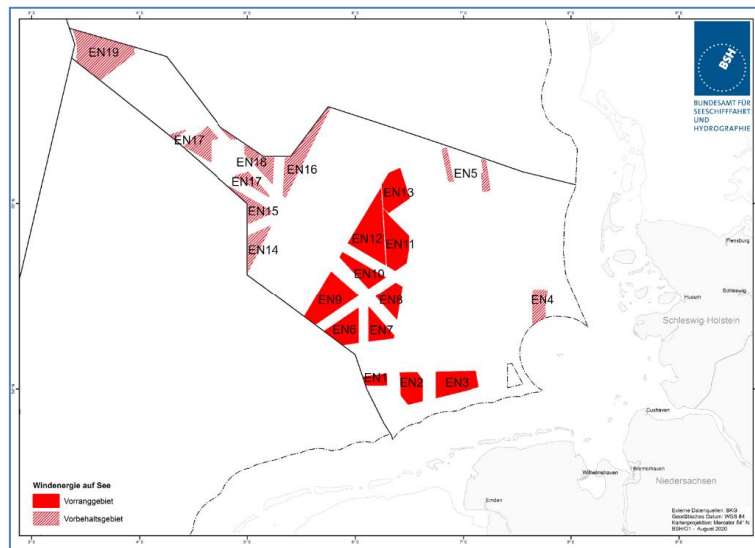 EN19
BSH
BUNDESAMT FÜR
SEESCHIFFFAHRT
UND
HYDROGRAPHIE
EN17
EN18
EN16
EN5
EN17
EN13
EN15
EN12
EN11
EN14
EN10
Flensburg
EN9
EN8
EN4
Husum
Schleswig
EN6
EN7
Schleswig-Holstein
EN1
EN2
EN3
Cuxhaven
Windenergie auf See
Vorranggebiet
Vorbehaltsgebiet
Wilhelmshaven
Bremerhaven
Niedersachsen
Emden
Externe Datenquellen: BKG
Geodätisches Datum: WGS 84
Kartenprojektion: Mercator 54° N
BSH/O1 - August 2020